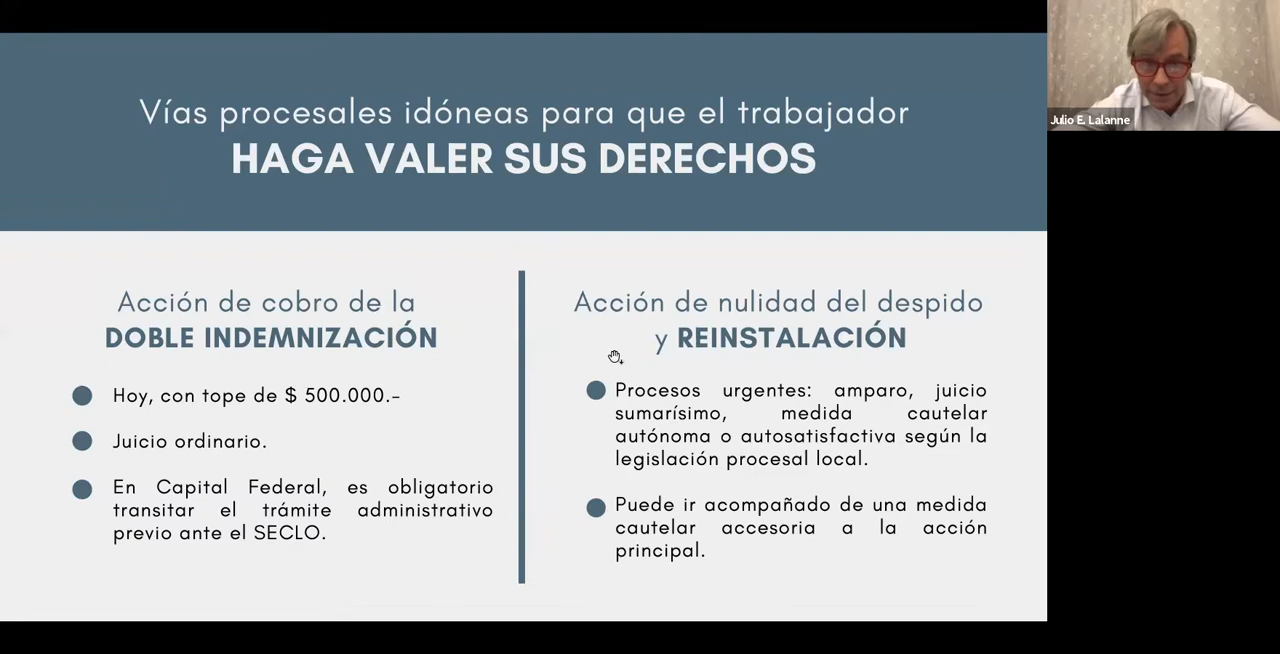 Vías procesales idóneas para que el trabajador
HAGA VALER SUS DERECHOS
Julio E. Lalanne
Acción de cobro de la
DOBLE INDEMNIZACIÓN
Hoy, con tope de $ 500.000.-
Juicio ordinario.
En Capital Federal, es obligatorio
transitar el trámite administrativo
previo ante el SECLO.
Acción de nulidad del despido
y REINSTALACIÓN
Procesos urgentes: amparo, juicio
sumarísimo, medida cautelar
autónoma o autosatisfactiva según la
legislación procesal local.
Puede ir acompañado de una medida
cautelar accesoria a la acción
principal.